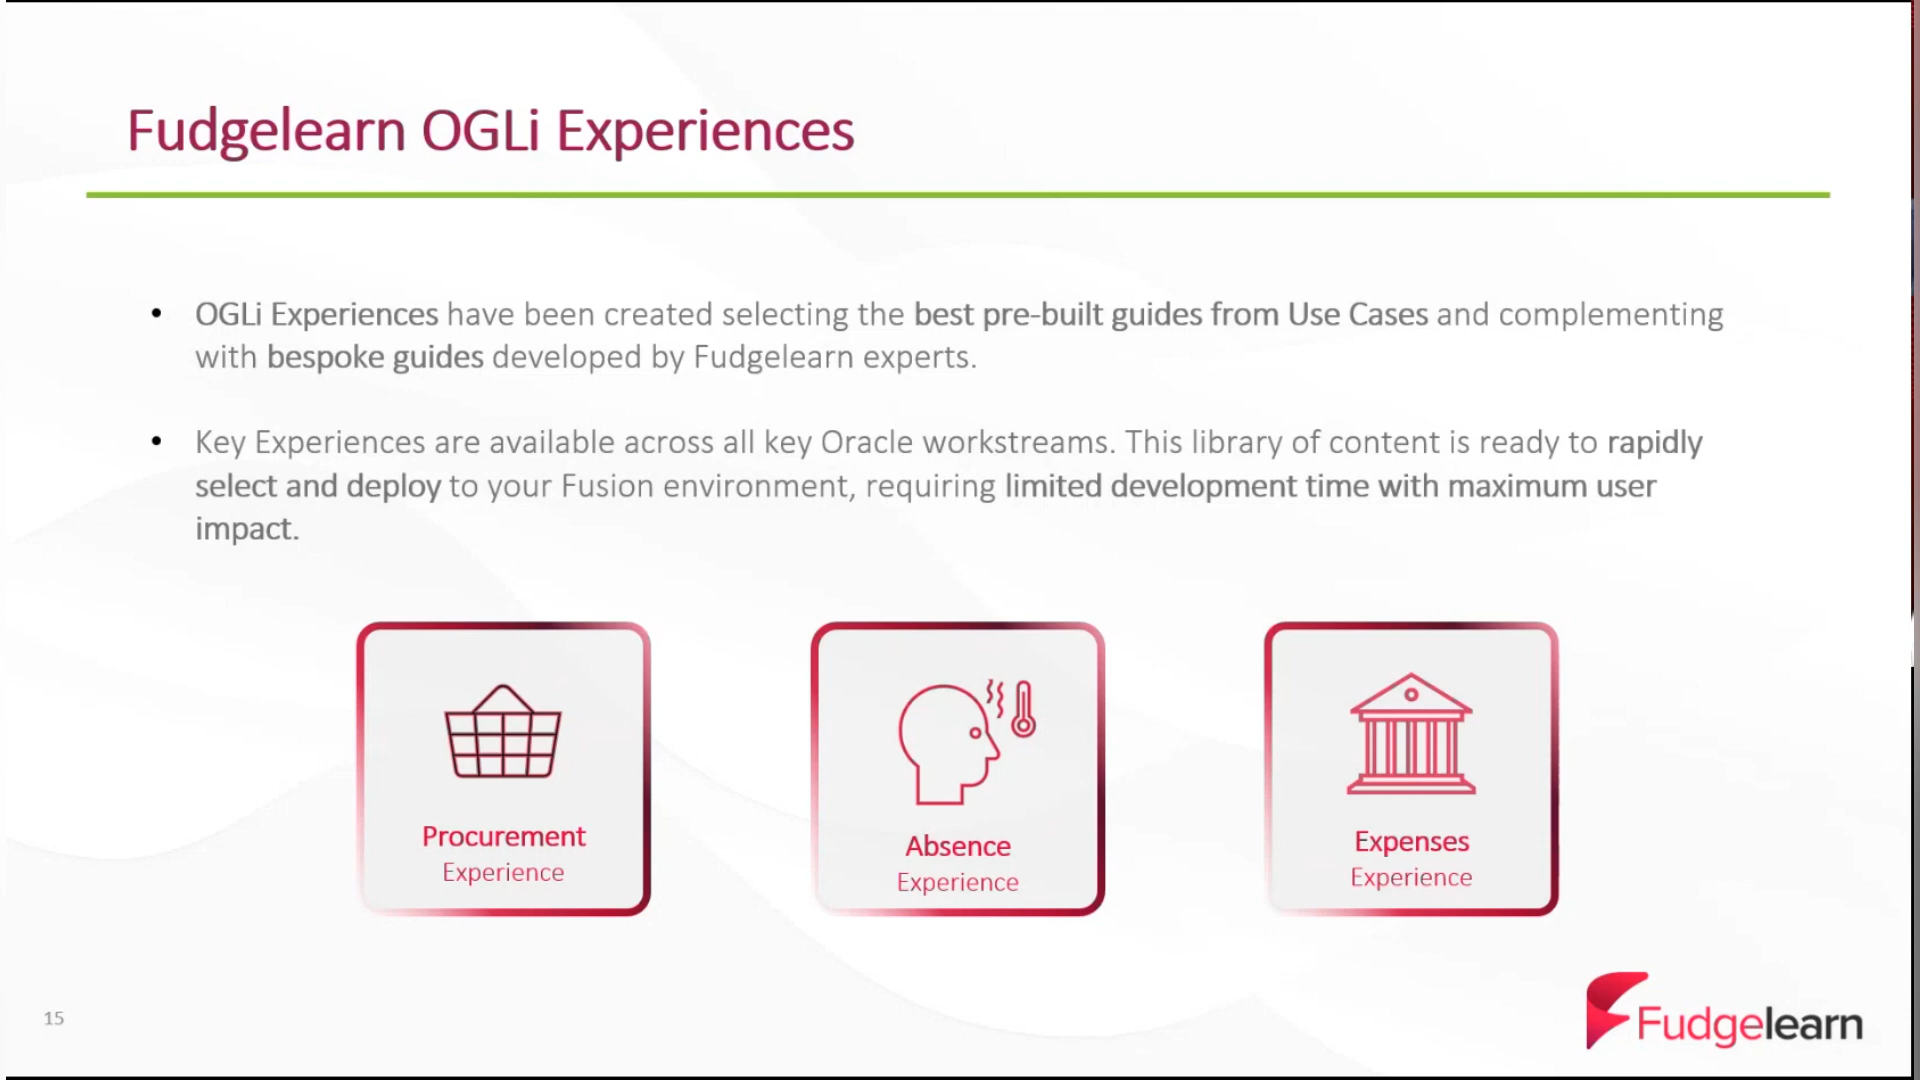 Fudgelearn OGLi Experiences
• OGLi Experiences have been created selecting the best pre-built guides from Use Cases and complementing
with bespoke guides developed by Fudgelearn experts.
• Key Experiences are available across all key Oracle workstreams. This library of content is ready to rapidly
select and deploy to your Fusion environment, requiring limited development time with maximum user
impact.
Procurement
Experience
Absence
Experience
Expenses
Experience
15
Fudgelearn